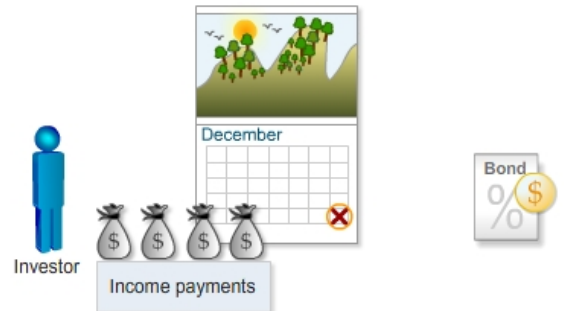 December
Bond
%
$
Investor
$ $ $ $
Income payments